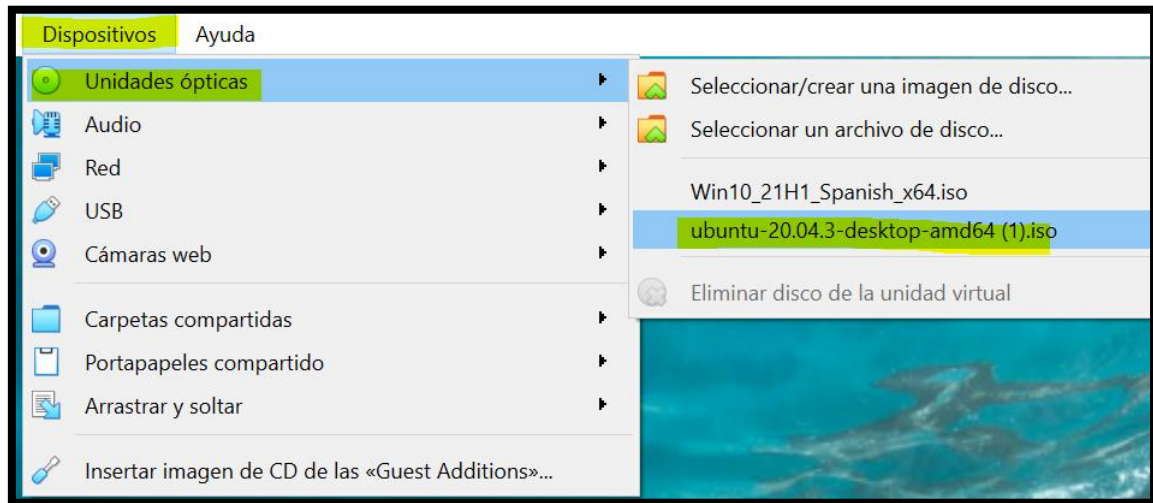 Dispositivos Ayuda
Unidades ópticas
Audio
Red
USB
Cámaras web
Carpetas compartidas
Portapapeles compartido
Arrastrar y soltar
Insertar imagen de CD de las «Guest Additions»...
Seleccionar/crear una imagen de disco...
Seleccionar un archivo de disco...
Win10_21H1_Spanish_x64.iso
ubuntu-20.04.3-desktop-amd64 (1).iso
Eliminar disco de la unidad virtual